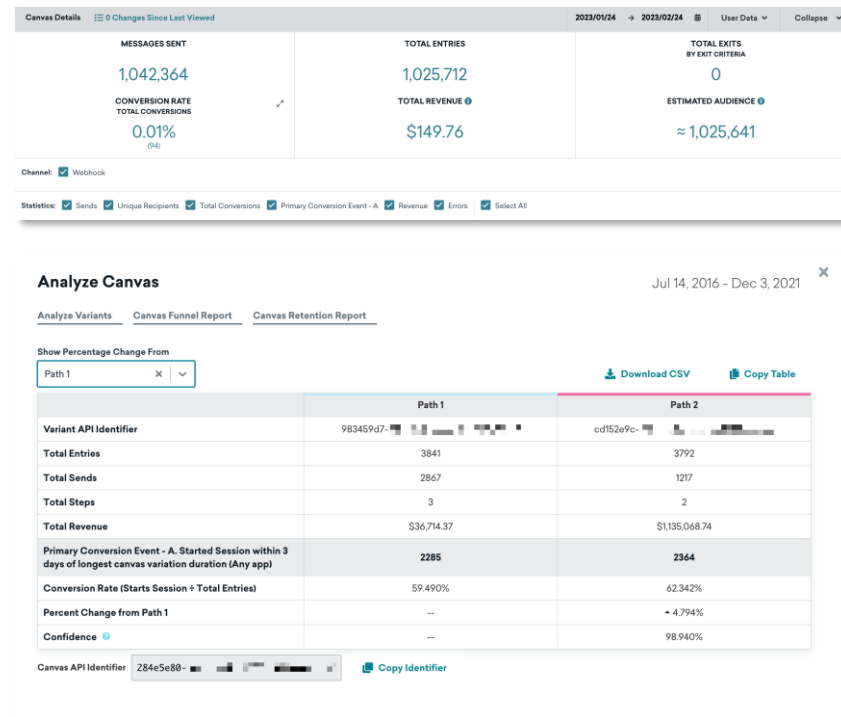 Canvas Details 0 Changes Since Last Viewed 2023/01/24 → 2023/02/24 User Data Collapse
MESSAGES SENT TOTAL ENTRIES TOTAL EXITS
BY EXIT CRITERIA
1,042,364 1,025,712 0
CONVERSION RATE TOTAL REVENUE ESTIMATED AUDIENCE
TOTAL CONVERSIONS
0.01% $149.76 ≈ 1,025,641
(94)
Channel: Webhook
Statistics: Sends Unique Recipients Total Conversions Primary Conversion Event - A Revenue Errors Select All
Analyze Canvas Jul 14, 2016 - Dec 3, 2021
Analyze Variants Canvas Funnel Report Canvas Retention Report
Show Percentage Change From
Path 1 Download CSV Copy Table
Path 1 Path 2
Variant API Identifier 983459d7- cd152e9c-
Total Entries 3841 3792
Total Sends 2867 1217
Total Steps 3 2
Total Revenue $36,714.37 $1,135,068.74
Primary Conversion Event - A. Started Session within 3
days of longest canvas variation duration (Any app) 2285 2364
Conversion Rate (Starts Session ÷ Total Entries) 59.490% 62.342%
Percent Change from Path 1 -- 4.794%
Confidence -- 98.940%
Canvas API Identifier 284e5e80- Copy Identifier